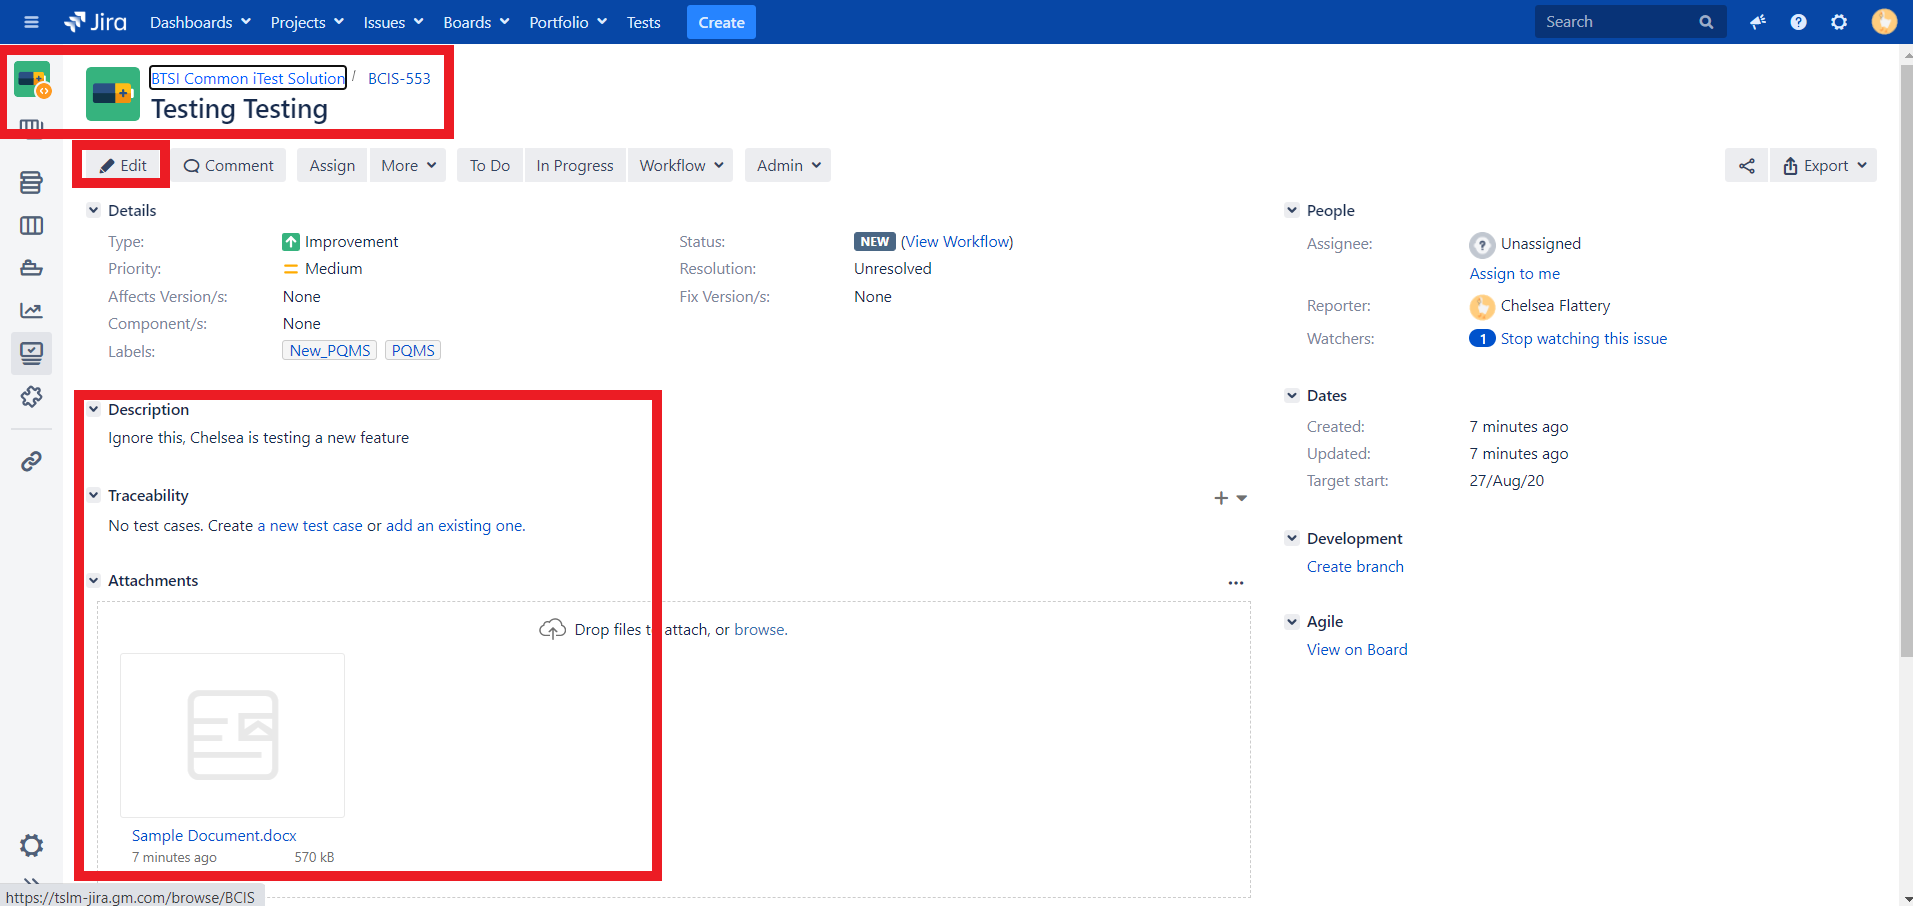 Jira Dashboards Projects Issues Boards Portfolio Tests Create Search
BTSI Common iTest Solution / BCIS-553
Testing Testing
Edit Comment Assign More To Do In Progress Workflow Admin Export
Details
Type: Improvement
Priority: Medium
Affects Version/s: None
Component/s: None
Labels: New_PQMS PQMS
Status: NEW (View Workflow)
Resolution: Unresolved
Fix Version/s: None
Description
Ignore this, Chelsea is testing a new feature
Traceability
No test cases. Create a new test case or add an existing one.
Attachments
Drop files to attach, or browse.
Sample Document.docx
7 minutes ago 570 kB
People
Assignee: Unassigned
Assign to me
Reporter: Chelsea Flattery
Watchers: 1 Stop watching this issue
Dates
Created: 7 minutes ago
Updated: 7 minutes ago
Target start: 27/Aug/20
Development
Create branch
Agile
View on Board
https://tslm-jira.gm.com/browse/BCIS